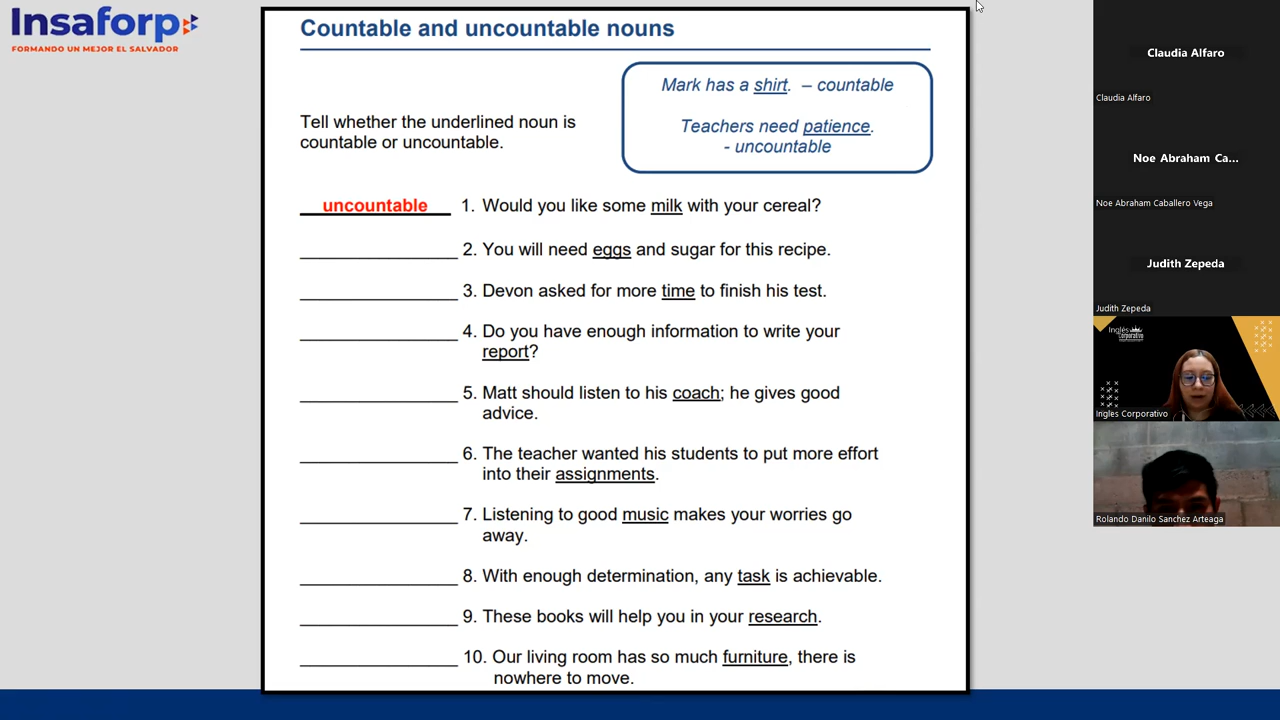 Insaforp
FORMANDO UN MEJOR EL SALVADOR
Countable and uncountable nouns
Mark has a shirt. – countable
Teachers need patience.
- uncountable
Tell whether the underlined noun is
countable or uncountable.
uncountable 1. Would you like some milk with your cereal?
2. You will need eggs and sugar for this recipe.
3. Devon asked for more time to finish his test.
4. Do you have enough information to write your
report?
5. Matt should listen to his coach; he gives good
advice.
6. The teacher wanted his students to put more effort
into their assignments.
7. Listening to good music makes your worries go
away.
8. With enough determination, any task is achievable.
9. These books will help you in your research.
10. Our living room has so much furniture, there is
nowhere to move.
Claudia Alfaro
Claudia Alfaro
Noe Abraham Ca...
Noe Abraham Caballero Vega
Judith Zepeda
Judith Zepeda
Inglés
Corporativo
Ingles Corporativo
Rolando Danilo Sanchez Arteaga